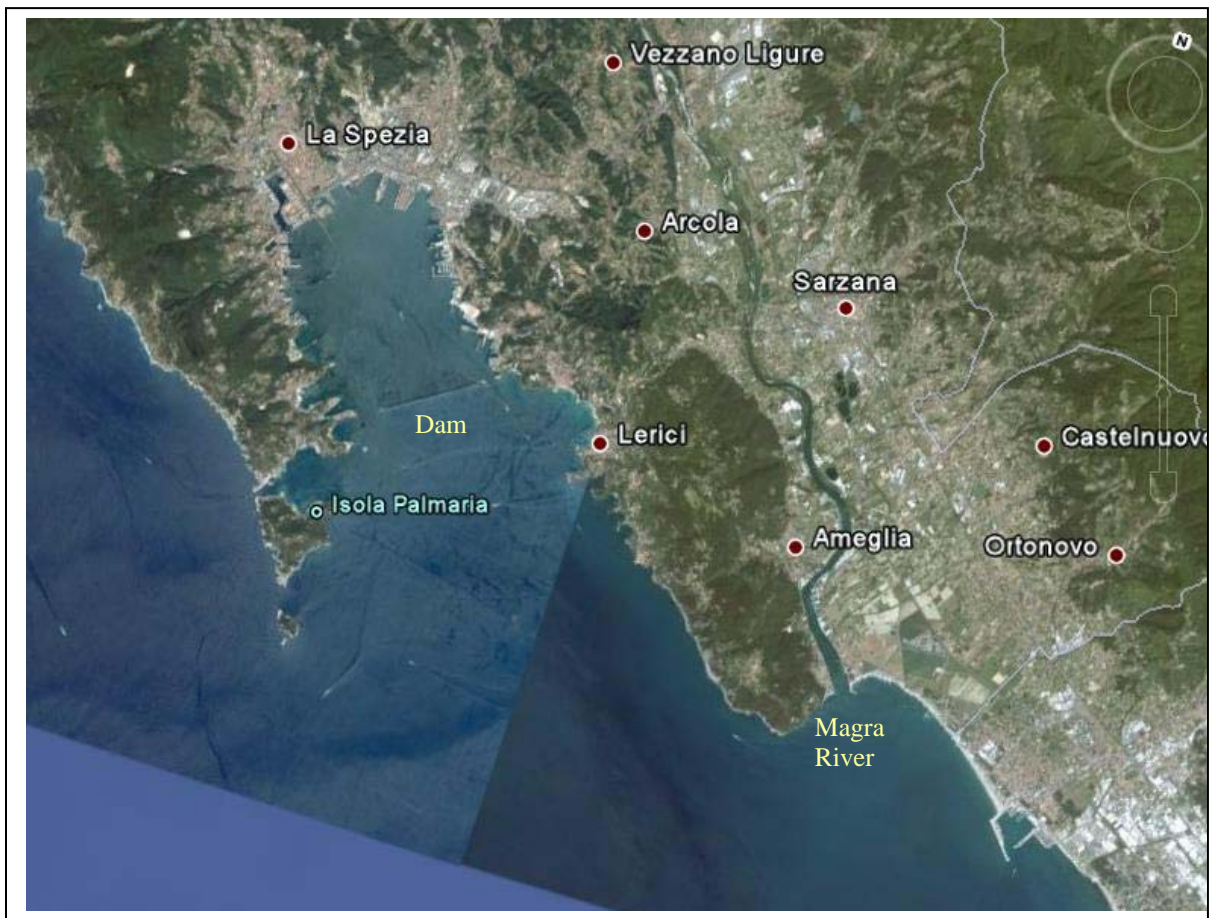 N
Vezzano Ligure
La Spezia
Arcola
Sarzana
Dam
Lerici
Castelnuovo
Isola Palmaria
Ameglia
Ortonovo
Magra
River